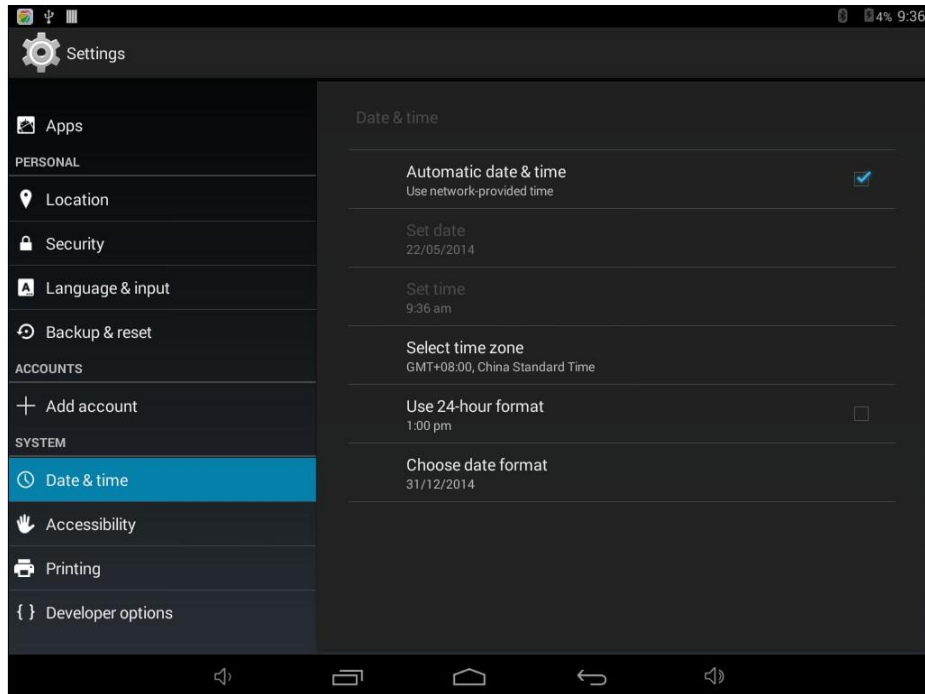 4% 9:36
Settings
Apps
PERSONAL
Location
Security
Language & input
Backup & reset
ACCOUNTS
Add account
SYSTEM
Date & time
Accessibility
Printing
{ } Developer options
Date & time
Automatic date & time
Use network-provided time
Set date
22/05/2014
Set time
9:36 am
Select time zone
GMT+08:00, China Standard Time
Use 24-hour format
1:00 pm
Choose date format
31/12/2014